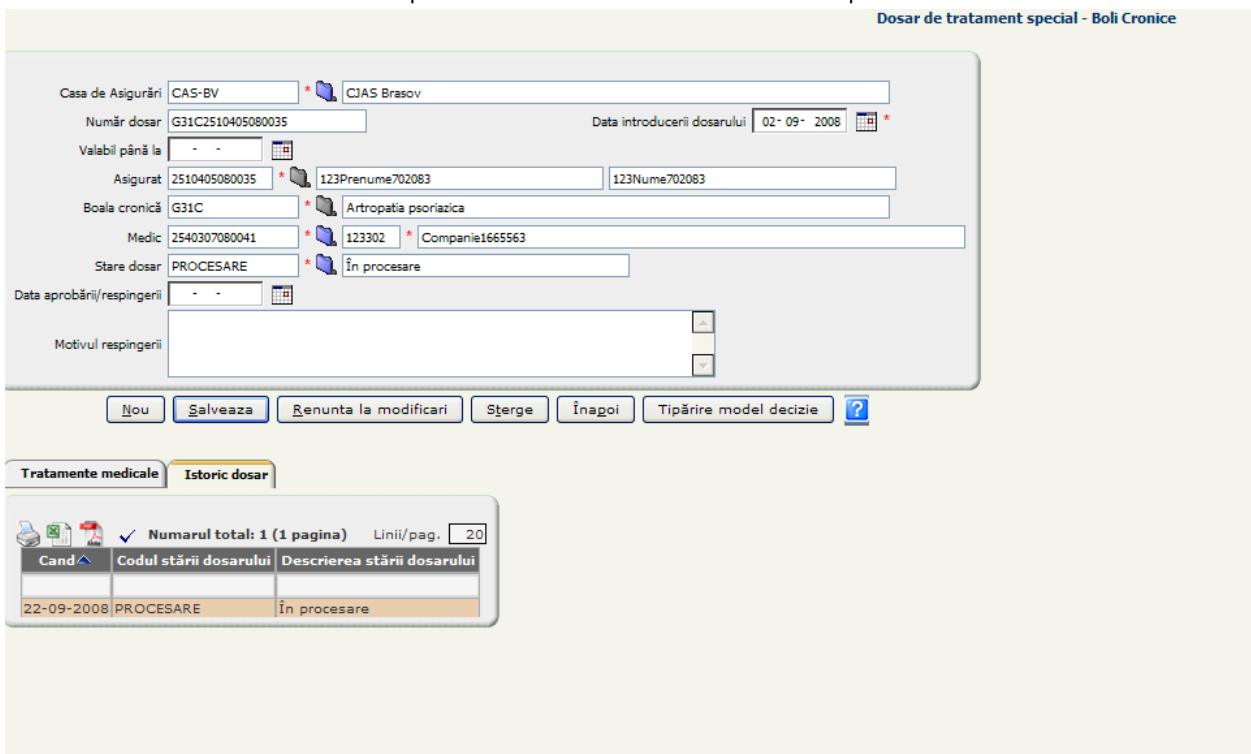 Dosar de tratament special - Boli Cronice
Casa de Asigurări CAS-BV * CJAS Brasov
Număr dosar G31C2510405080035 Data introducerii dosarului 02- 09- 2008 *
Valabil până la - -
Asigurat 2510405080035 * 123Prenume702083 123Nume702083
Boala cronică G31C * Artropatia psoriazica
Medic 2540307080041 * 123302 * Companie1665563
Stare dosar PROCESARE * În procesare
Data aprobării/respingerii - -
Motivul respingerii
Nou Salveaza Renunta la modificari Sterge Înapoi Tipărire model decizie ?
Tratamente medicale Istoric dosar
Numarul total: 1 (1 pagina) Linii/pag. 20
Cand Codul stării dosarului Descrierea stării dosarului
22-09-2008 PROCESARE În procesare